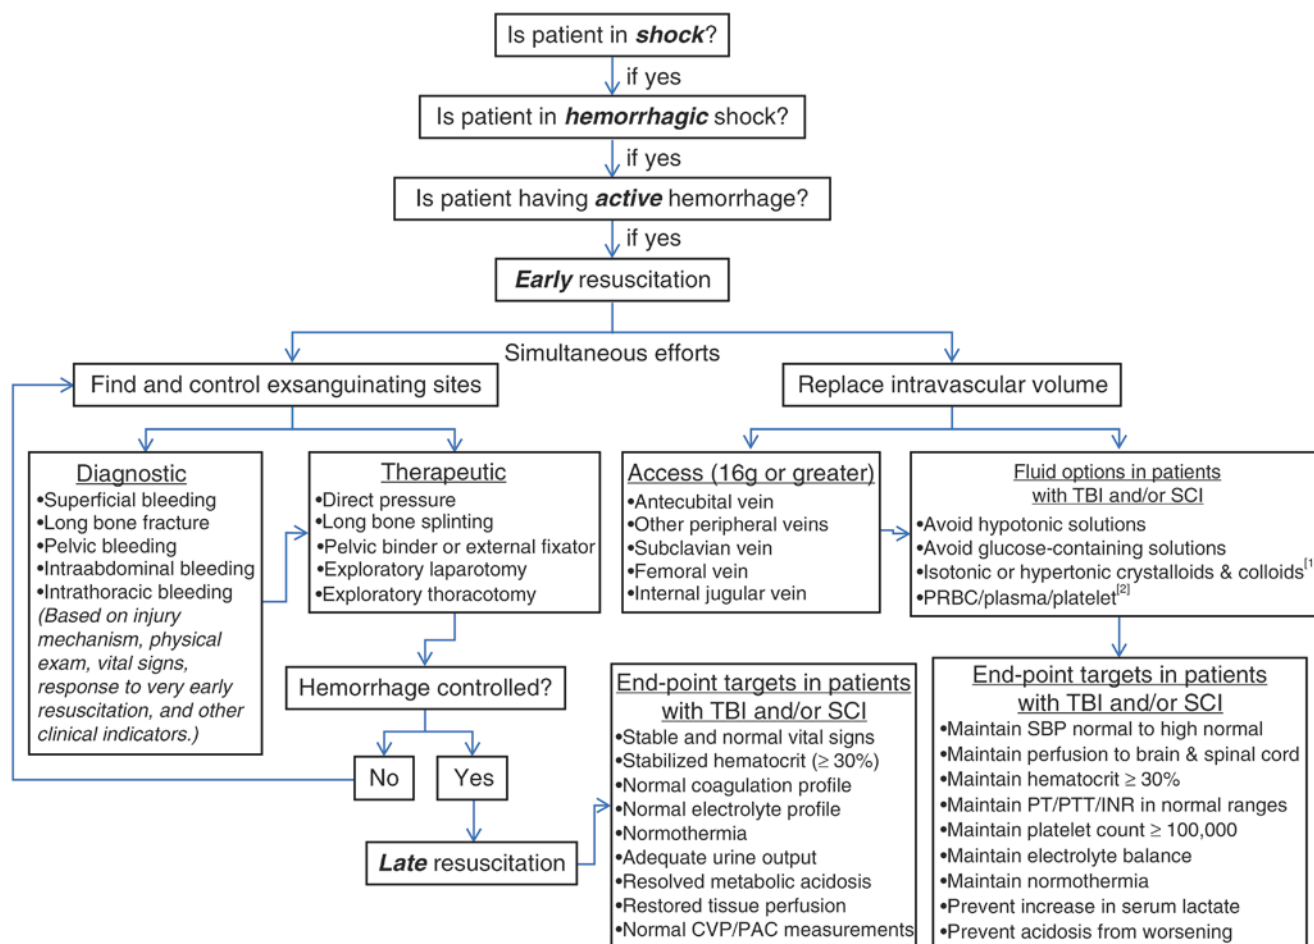 Is patient in shock?
if yes
Is patient in hemorrhagic shock?
if yes
Is patient having active hemorrhage?
if yes
Early resuscitation
Simultaneous efforts
Find and control exsanguinating sites
Replace intravascular volume
Diagnostic
•Superficial bleeding
•Long bone fracture
•Pelvic bleeding
•Intraabdominal bleeding
•Intrathoracic bleeding
(Based on injury
mechanism, physical
exam, vital signs,
response to very early
resuscitation, and other
clinical indicators.)
Therapeutic
•Direct pressure
•Long bone splinting
•Pelvic binder or external fixator
•Exploratory laparotomy
•Exploratory thoracotomy
Access (16g or greater)
•Antecubital vein
•Other peripheral veins
•Subclavian vein
•Femoral vein
•Internal jugular vein
Fluid options in patients
with TBI and/or SCI
•Avoid hypotonic solutions
•Avoid glucose-containing solutions
•Isotonic or hypertonic crystalloids & colloids[1
•PRBC/plasma/platelet[2]
Hemorrhage controlled?
No
Yes
Late resuscitation
End-point targets in patients
with TBI and/or SCI
•Stable and normal vital signs
•Stabilized hematocrit (≥ 30%)
•Normal coagulation profile
•Normal electrolyte profile
•Normothermia
•Adequate urine output
•Resolved metabolic acidosis
•Restored tissue perfusion
•Normal CVP/PAC measurements
End-point targets in patients
with TBI and/or SCI
•Maintain SBP normal to high normal
•Maintain perfusion to brain & spinal cord
•Maintain hematocrit ≥ 30%
•Maintain PT/PTT/INR in normal ranges
•Maintain platelet count ≥ 100,000
•Maintain electrolyte balance
•Maintain normothermia
•Prevent increase in serum lactate
•Prevent acidosis from worsening